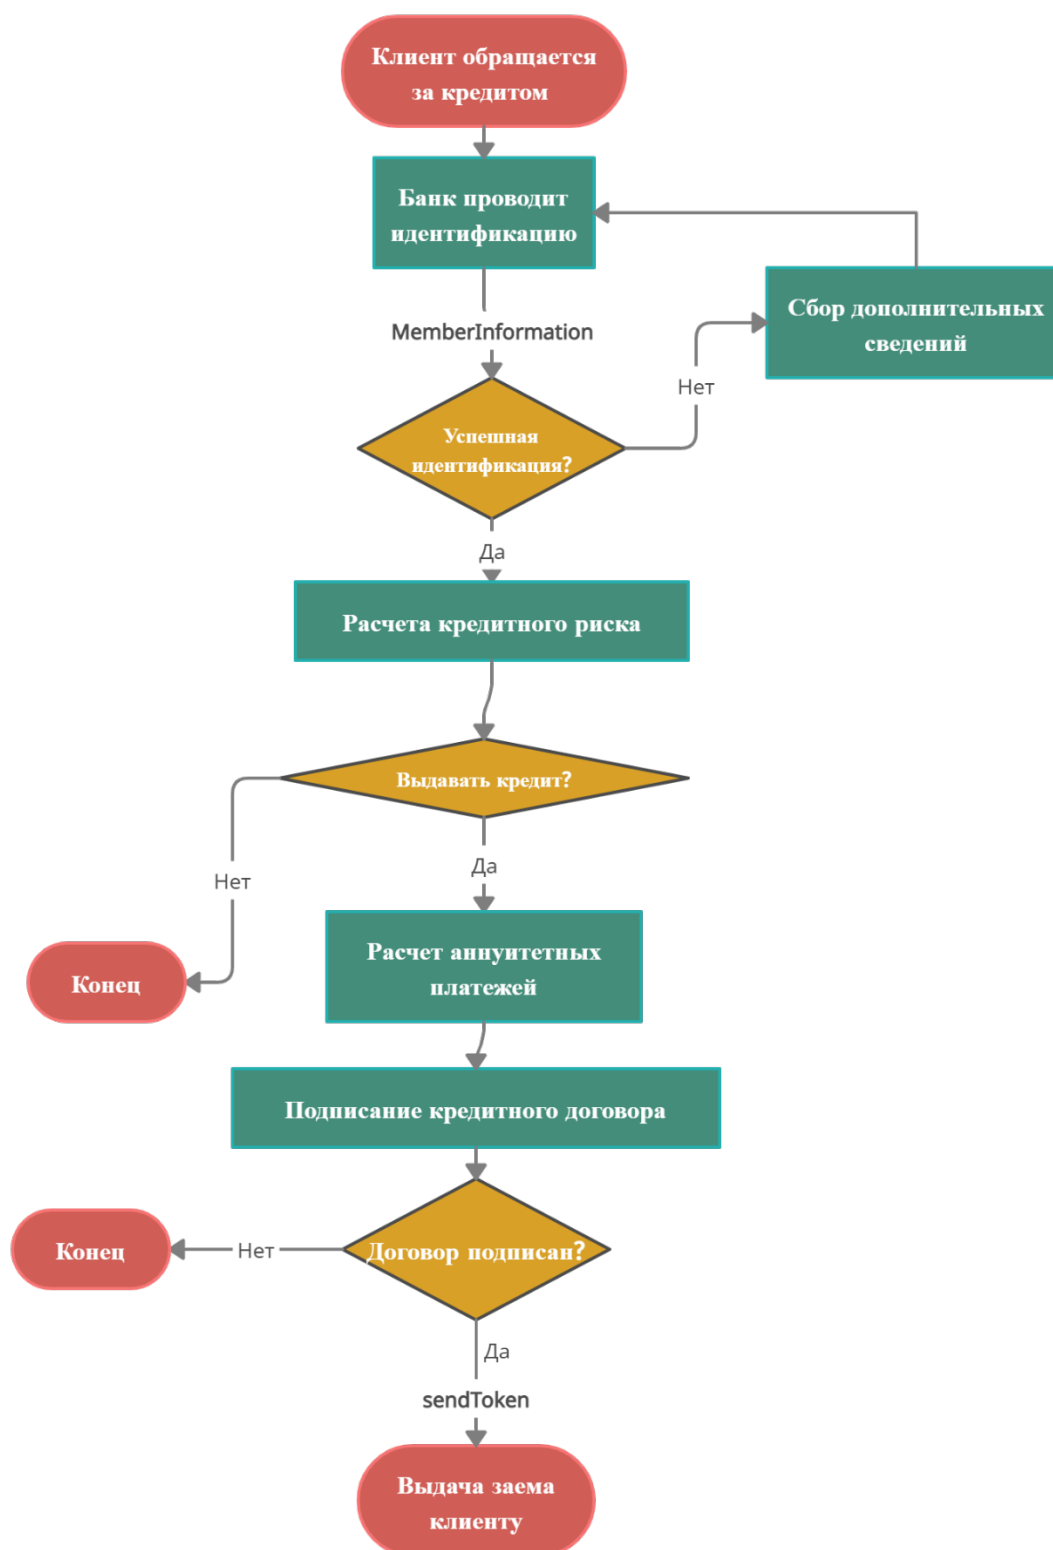 Клиент обращается
за кредитом
Банк проводит
идентификацию
MemberInformation
Сбор дополнительных
сведений
Нет
Успешная
идентификация?
Да
Расчета кредитного риска
Выдавать кредит?
Нет
Да
Расчет аннуитетных
платежей
Конец
Подписание кредитного договора
Договор подписан?
Нет
Конец
Да
sendToken
Выдача заема
клиенту